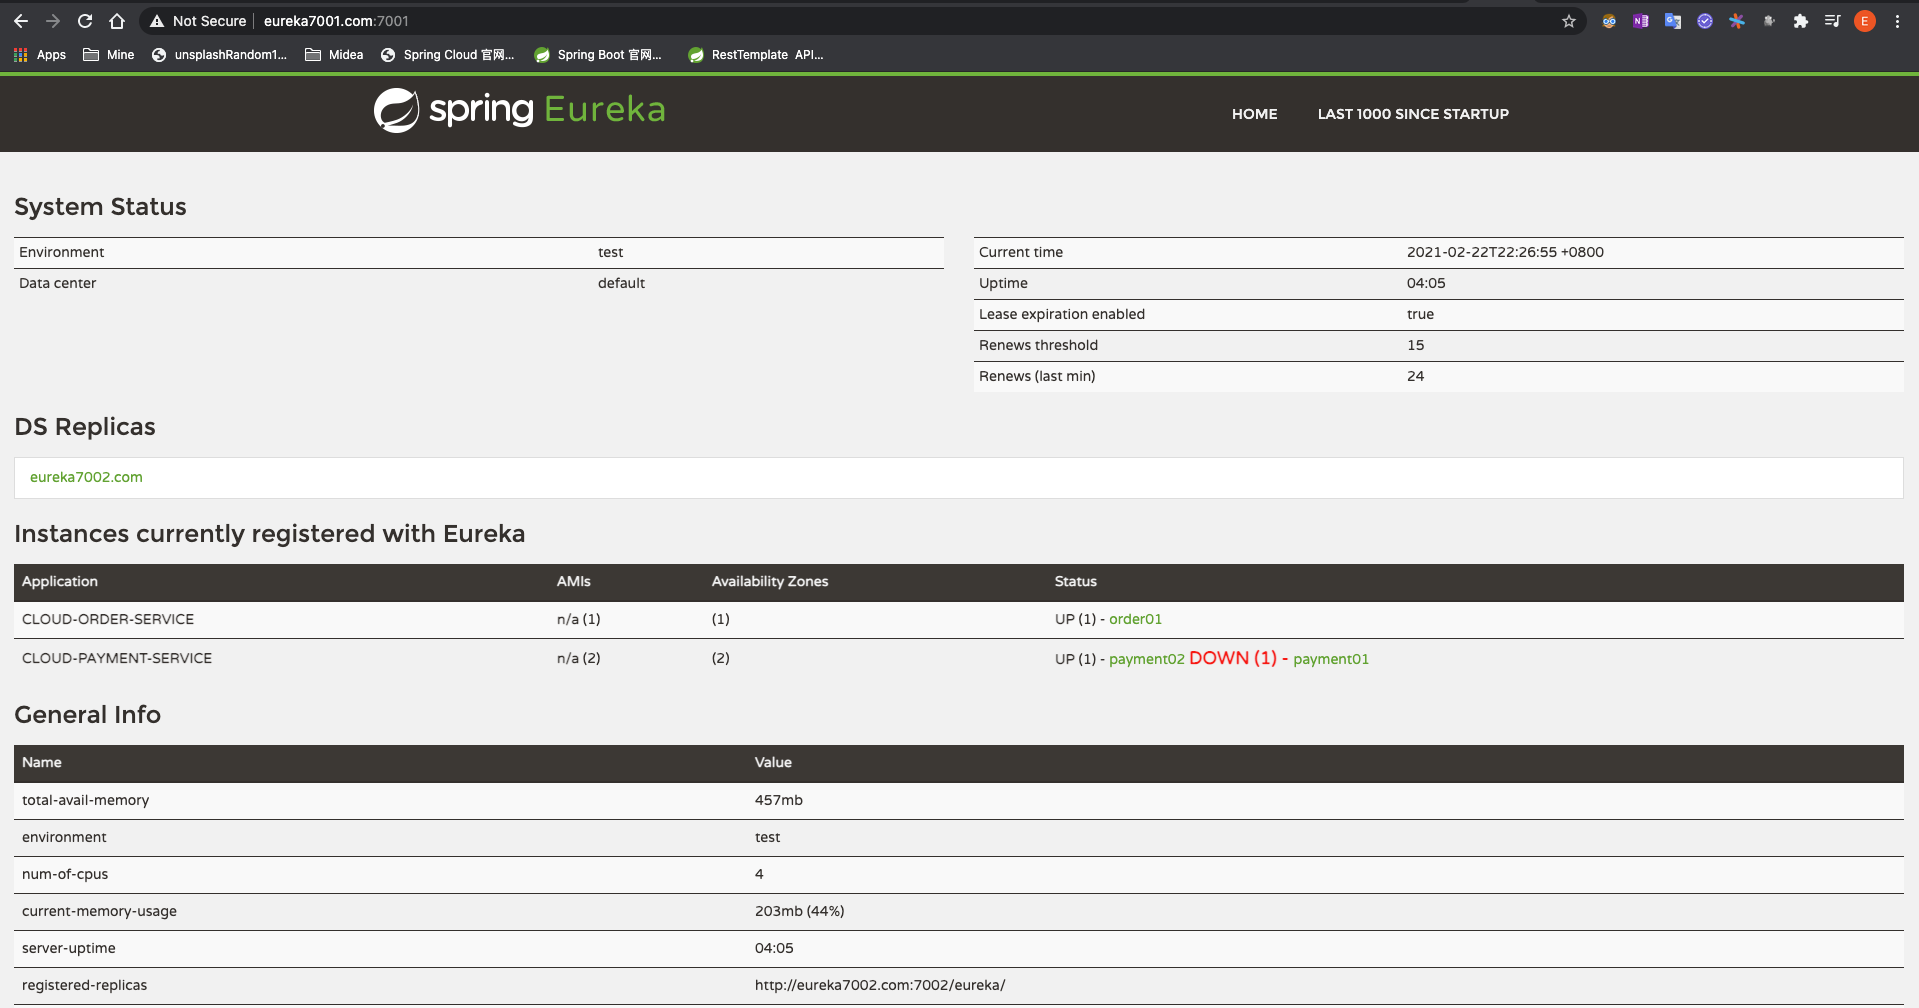 Not Secure eureka7001.com:7001
E
Apps Mine unsplashRandom1... Midea Spring Cloud 官网... Spring Boot 官网... RestTemplate API...
spring Eureka
HOME LAST 1000 SINCE STARTUP
System Status
Environment test
Data center default
Current time 2021-02-22T22:26:55 +0800
Uptime 04:05
Lease expiration enabled true
Renews threshold 15
Renews (last min) 24
DS Replicas
eureka7002.com
Instances currently registered with Eureka
Application AMIs Availability Zones Status
CLOUD-ORDER-SERVICE n/a (1) (1) UP (1) - order01
CLOUD-PAYMENT-SERVICE n/a (2) (2) UP (1) - payment02 DOWN (1) - payment01
General Info
Name Value
total-avail-memory 457mb
environment test
num-of-cpus 4
current-memory-usage 203mb (44%)
server-uptime 04:05
registered-replicas http://eureka7002.com:7002/eureka/